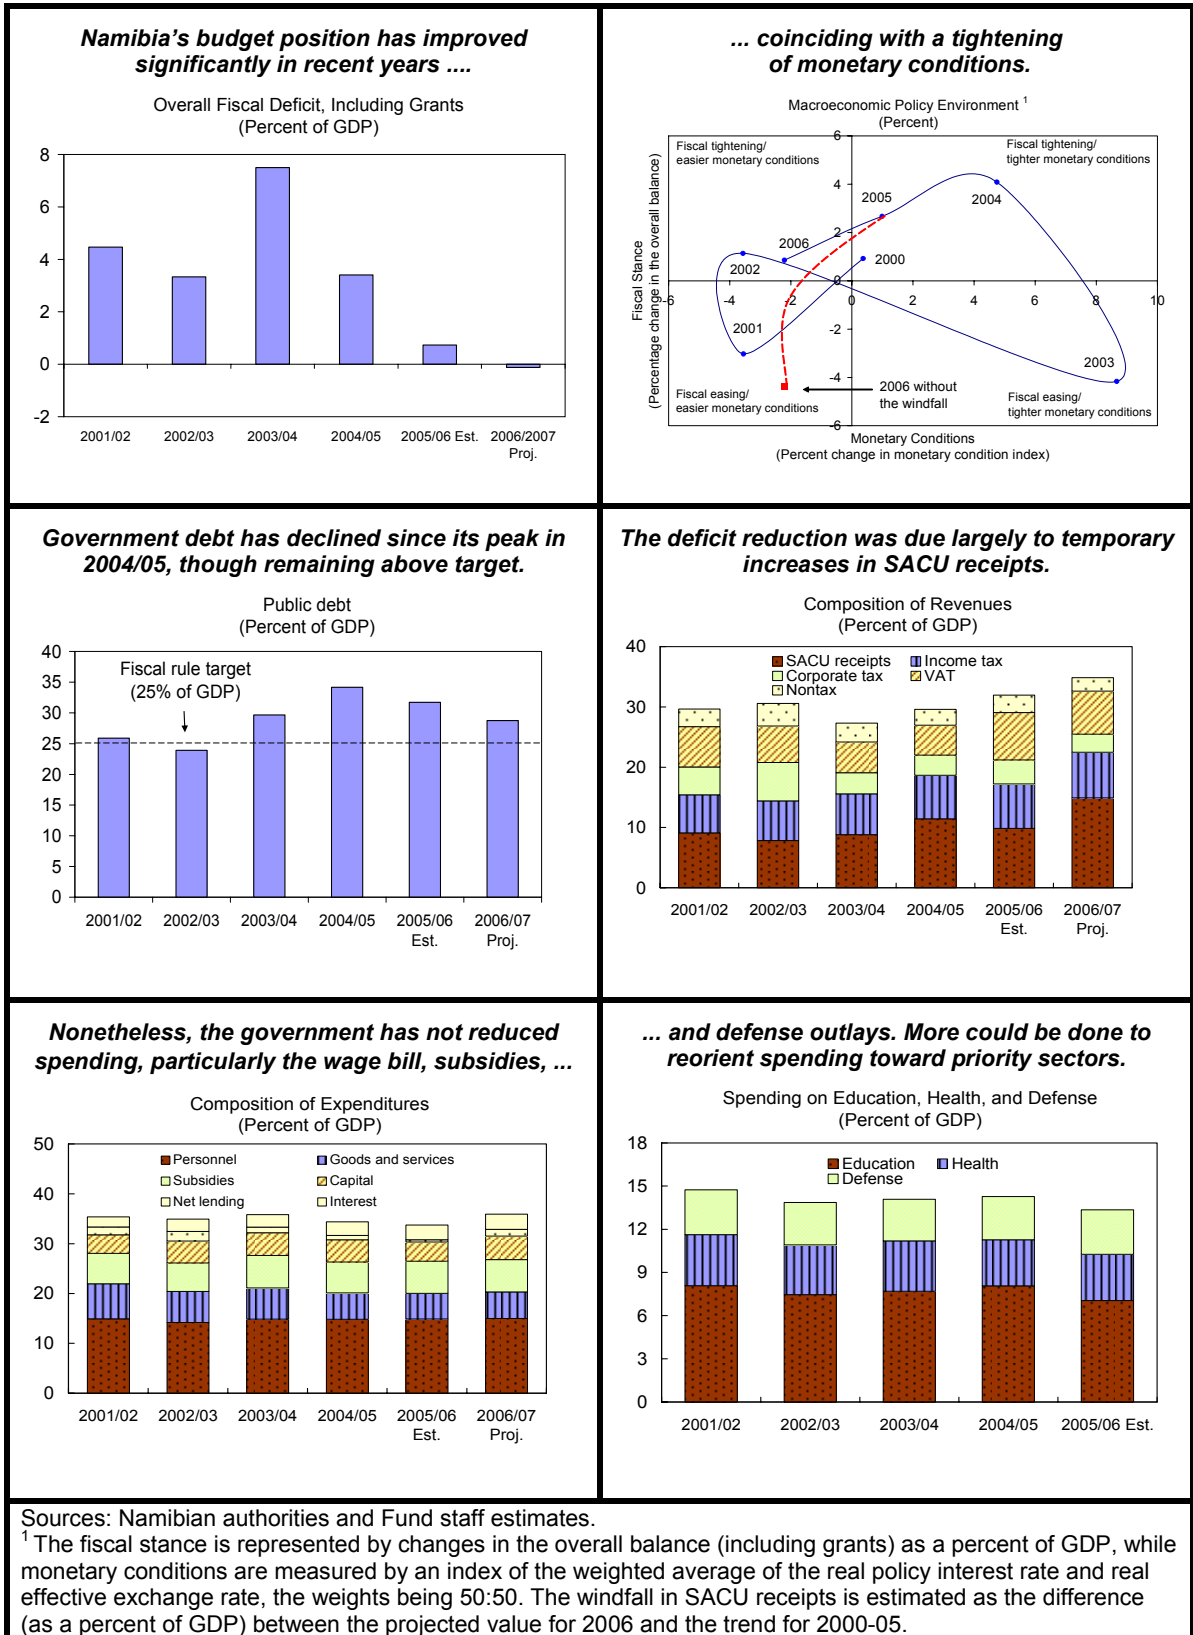 Namibia's budget position has improved
significantly in recent years ....
Overall Fiscal Deficit, Including Grants
(Percent of GDP)
8
6
4
2
0
-2
2001/02
2002/03
2003/04
2004/05
2005/06 Est.
2006/2007
Proj.
... coinciding with a tightening
of monetary conditions.
Macroeconomic Policy Environment 1
(Percent)
Fiscal tightening/
easier monetary conditions
Fiscal tightening/
tighter monetary conditions
Fiscal Stance
(Percentage change in the overall balance)
6
4
2
0
-2
-4
-6
-6
-4
-2
0
2
4
6
8
10
2005
2004
2006
2000
2002
2001
2003
2006 without
the windfall
Fiscal easing/
easier monetary conditions
Fiscal easing/
tighter monetary conditions
Monetary Conditions
(Percent change in monetary condition index)
Government debt has declined since its peak in
2004/05, though remaining above target.
Public debt
(Percent of GDP)
Fiscal rule target
(25% of GDP)
40
35
30
25
20
15
10
5
0
2001/02
2002/03
2003/04
2004/05
2005/06
Est.
2006/07
Proj.
The deficit reduction was due largely to temporary
increases in SACU receipts.
Composition of Revenues
(Percent of GDP)
SACU receipts
Income tax
Corporate tax
VAT
Nontax
40
30
20
10
0
2001/02
2002/03
2003/04
2004/05
2005/06
Est.
2006/07
Proj.
Nonetheless, the government has not reduced
spending, particularly the wage bill, subsidies, ...
Composition of Expenditures
(Percent of GDP)
Personnel
Goods and services
Subsidies
Capital
Net lending
Interest
50
40
30
20
10
0
2001/02
2002/03
2003/04
2004/05
2005/06
Est.
2006/07
Proj.
... and defense outlays. More could be done to
reorient spending toward priority sectors.
Spending on Education, Health, and Defense
(Percent of GDP)
Education
Health
Defense
18
15
12
9
6
3
0
2001/02
2002/03
2003/04
2004/05
2005/06 Est.
Sources: Namibian authorities and Fund staff estimates.
1 The fiscal stance is represented by changes in the overall balance (including grants) as a percent of GDP, while
monetary conditions are measured by an index of the weighted average of the real policy interest rate and real
effective exchange rate, the weights being 50:50. The windfall in SACU receipts is estimated as the difference
(as a percent of GDP) between the projected value for 2006 and the trend for 2000-05.